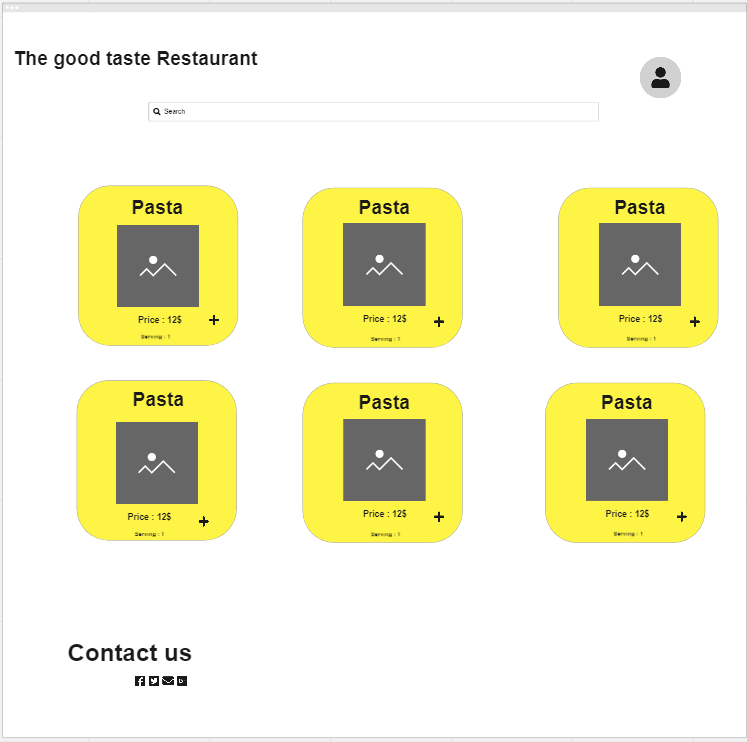 The good taste Restaurant
Search
Pasta
Price : 12$
Serving : 1
Pasta
Price : 12$
Serving : 1
Pasta
Price : 12$
Serving : 1
Pasta
Price : 12$
Serving : 1
Pasta
Price : 12$
Serving : 1
Pasta
Price : 12$
Serving : 1
Contact us